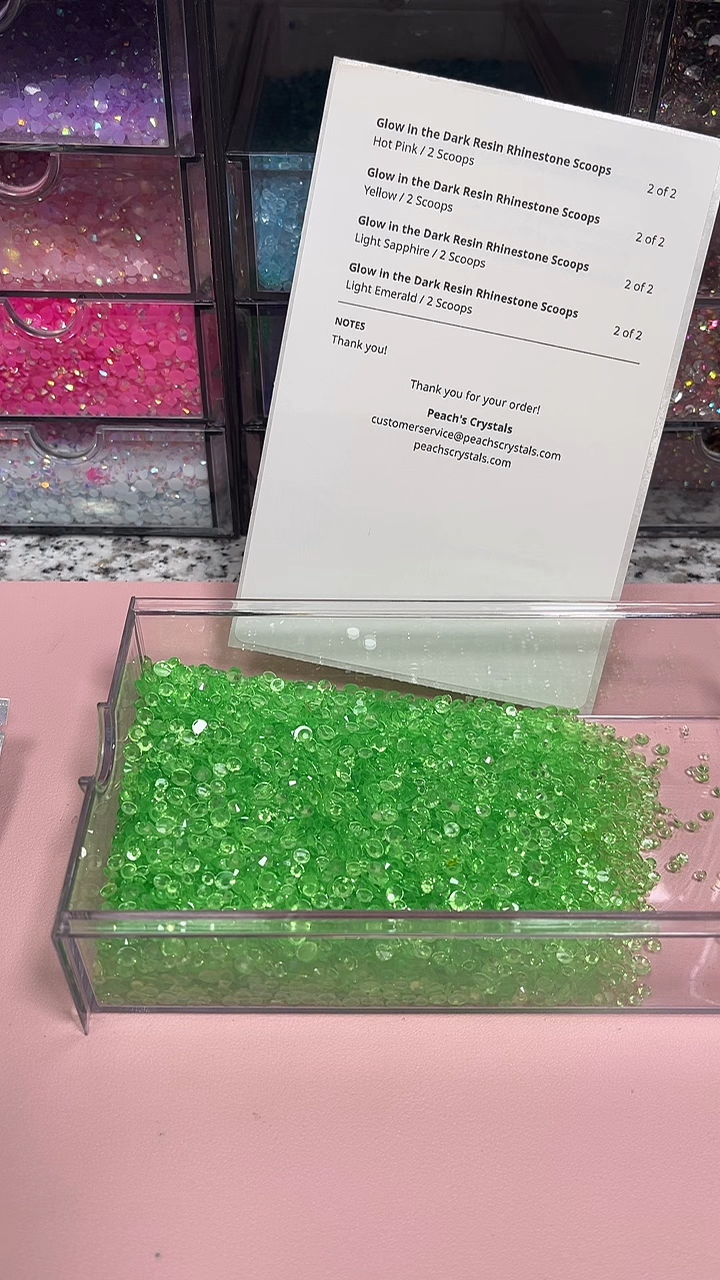 Glow in the Dark Resin Rhinestone Scoops
Hot Pink / 2 Scoops
2 of 2
Glow in the Dark Resin Rhinestone Scoops
Yellow / 2 Scoops
2 of 2
Glow in the Dark Resin Rhinestone Scoops
Light Sapphire / 2 Scoops
2 of 2
Glow in the Dark Resin Rhinestone Scoops
Light Emerald / 2 Scoops
2 of 2
NOTES
Thank you!
Thank you for your order!
Peach's Crystals
customerservice@peachscrystals.com
peachscrystals.com